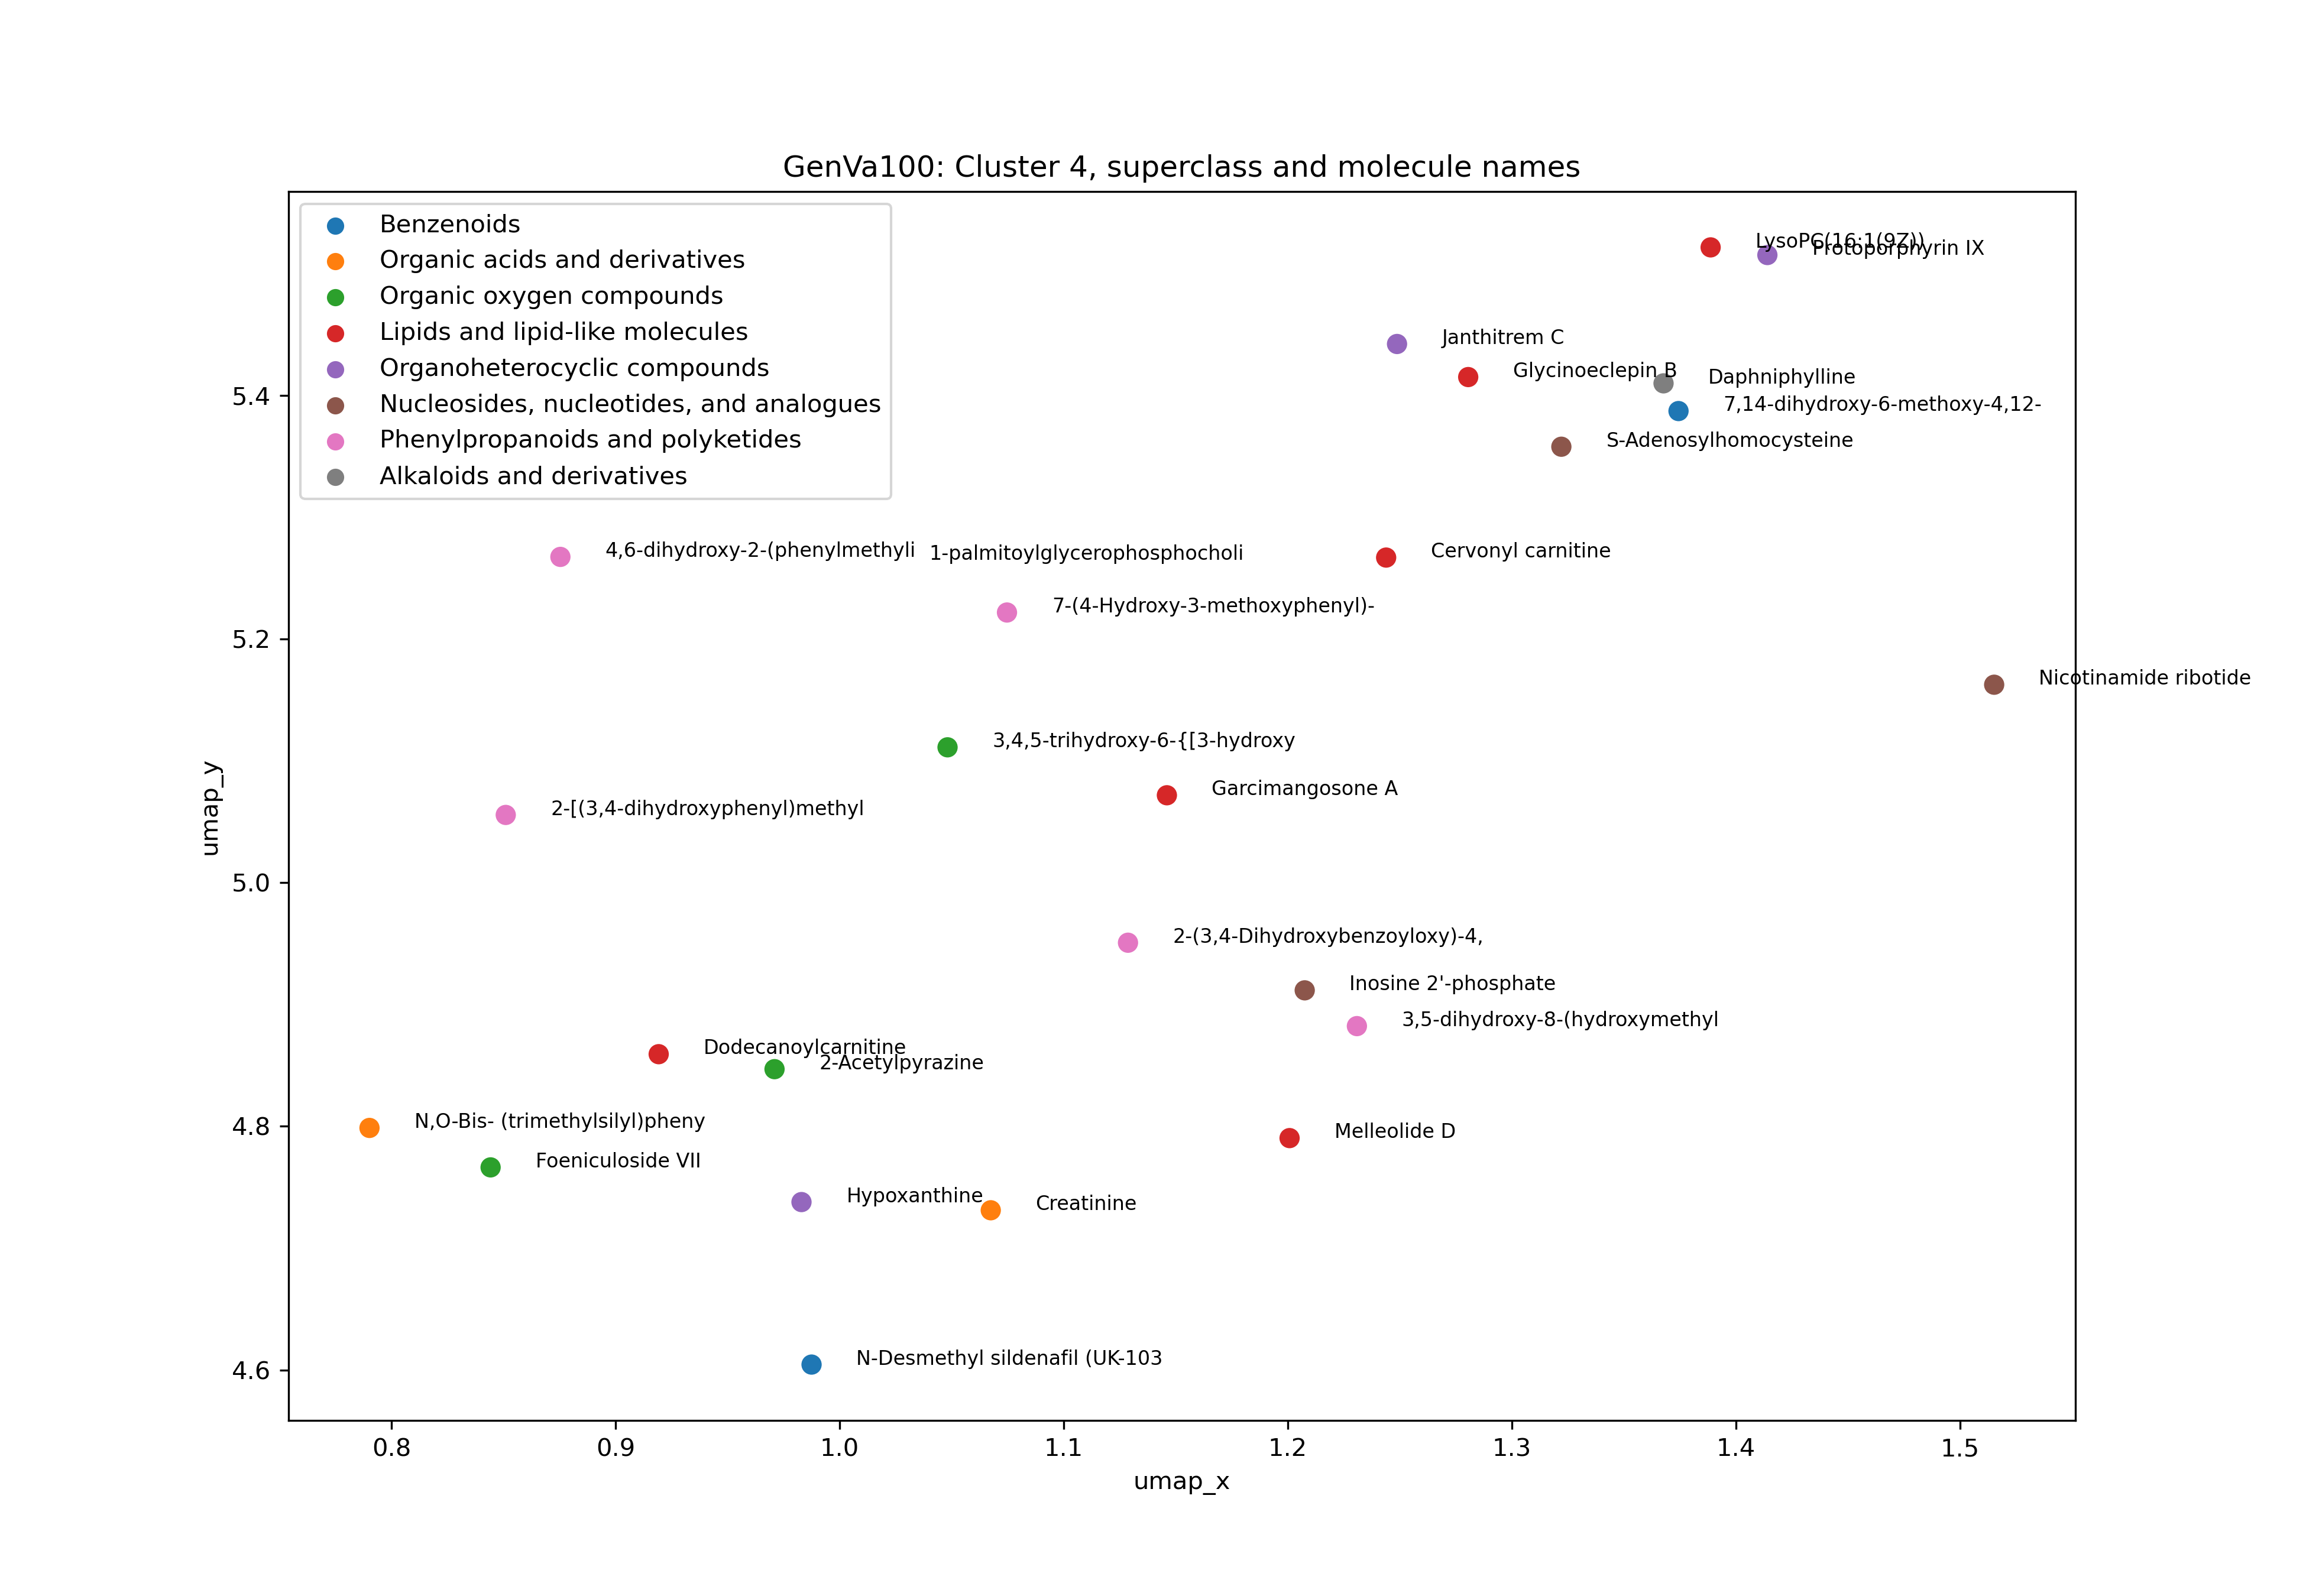 GenVa100: Cluster 4, superclass and molecule names
Benzenoids
Organic acids and derivatives
Organic oxygen compounds
Lipids and lipid-like molecules
Organoheterocyclic compounds
Nucleosides, nucleotides, and analogues
Phenylpropanoids and polyketides
Alkaloids and derivatives
LysoPC(16:1(9Z))
Protoporphyrin IX
Janthitrem C
Glycinoeclepin B
Daphniphylline
7,14-dihydroxy-6-methoxy-4,12-
S-Adenosylhomocysteine
4,6-dihydroxy-2-(phenylmethyli
1-palmitoylglycerophosphocholi
Cervonyl carnitine
7-(4-Hydroxy-3-methoxyphenyl)-
Nicotinamide ribotide
3,4,5-trihydroxy-6-{[3-hydroxy
Garcimangosone A
2-[(3,4-dihydroxyphenyl)methyl
2-(3,4-Dihydroxybenzoyloxy)-4,
Inosine 2'-phosphate
3,5-dihydroxy-8-(hydroxymethyl
Dodecanoylcarnitine
2-Acetylpyrazine
N,O-Bis- (trimethylsilyl)pheny
Melleolide D
Foeniculoside VII
Hypoxanthine
Creatinine
N-Desmethyl sildenafil (UK-103
5.4
5.2
5.0
4.8
4.6
umap_y
0.8 0.9 1.0 1.1 1.2 1.3 1.4 1.5
umap_x